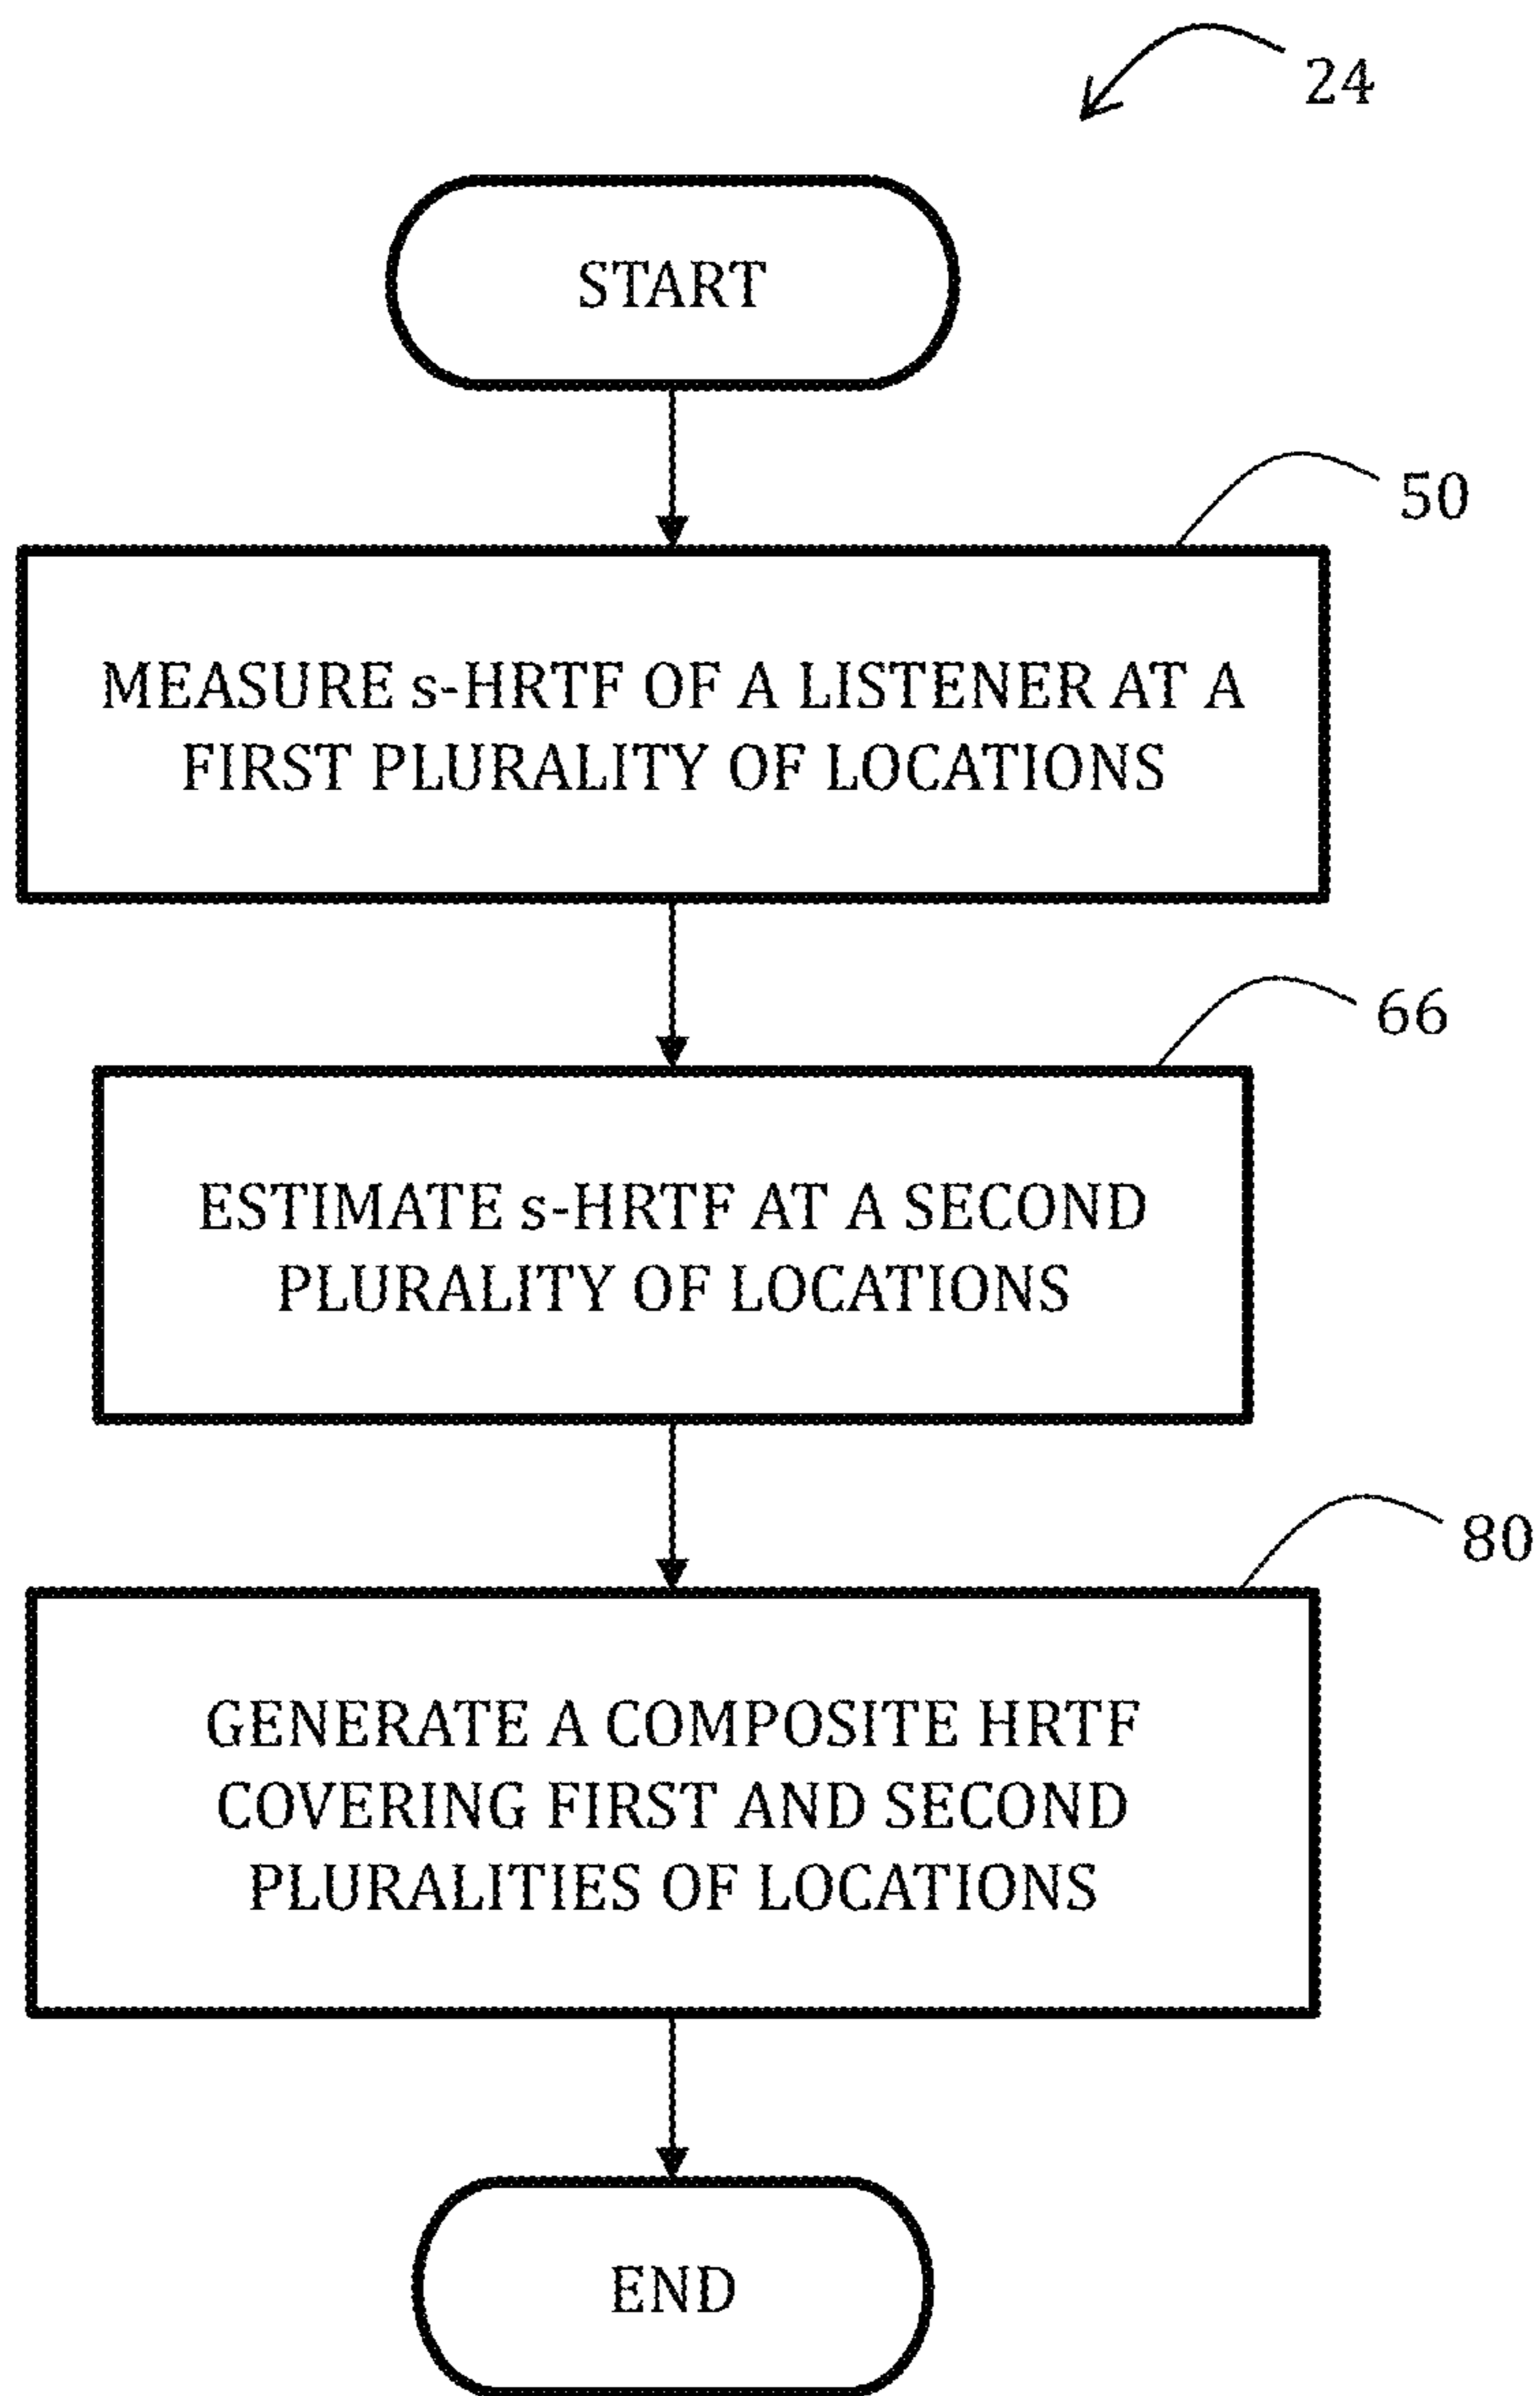 24
START
50
MEASURE s-HRTF OF A LISTENER AT A
FIRST PLURALITY OF LOCATIONS
66
ESTIMATE s-HRTF AT A SECOND
PLURALITY OF LOCATIONS
80
GENERATE A COMPOSITE HRTF
COVERING FIRST AND SECOND
PLURALITIES OF LOCATIONS
END